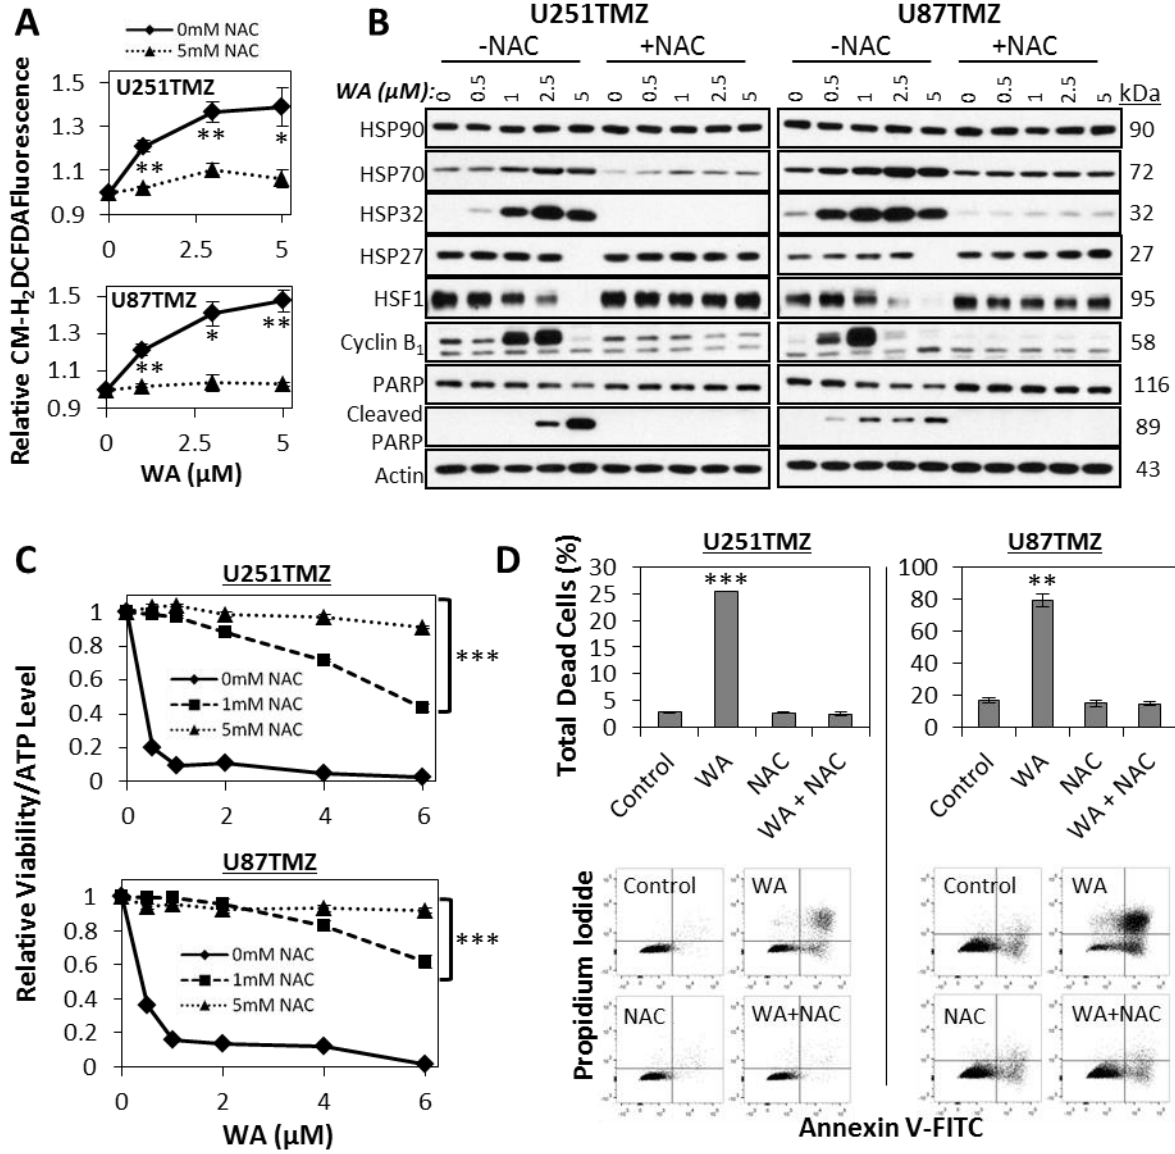 A
0mM NAC
5mM NAC
Relative CM-H₂DCFDAFluorescence
1.5
1.3
1.1
0.9
U251TMZ
**
**
*
0
2.5
5
1.5
1.3
1.1
0.9
U87TMZ
**
*
**
0
2.5
5
WA (µM)
B
U251TMZ
U87TMZ
-NAC
+NAC
-NAC
+NAC
WA (µM):
0 0.5 1 2.5 5 0 0.5 1 2.5 5
0 0.5 1 2.5 5 0 0.5 1 2.5 5
kDa
HSP90 90
HSP70 72
HSP32 32
HSP27 27
HSF1 95
Cyclin B₁ 58
PARP 116
Cleaved
PARP 89
Actin 43
C
Relative Viability/ATP Level
U251TMZ
1
0.8
0.6
0.4
0.2
0
0mM NAC
1mM NAC
5mM NAC
***
0 2 4 6
U87TMZ
1
0.8
0.6
0.4
0.2
0
0mM NAC
1mM NAC
5mM NAC
***
0 2 4 6
WA (µM)
D
Total Dead Cells (%)
U251TMZ
30
25
20
15
10
5
0
***
Control
WA
NAC
WA + NAC
U87TMZ
100
80
60
40
20
0
**
Control
WA
NAC
WA + NAC
Propidium Iodide
Control
WA
NAC
WA+NAC
Control
WA
NAC
WA+NAC
Annexin V-FITC